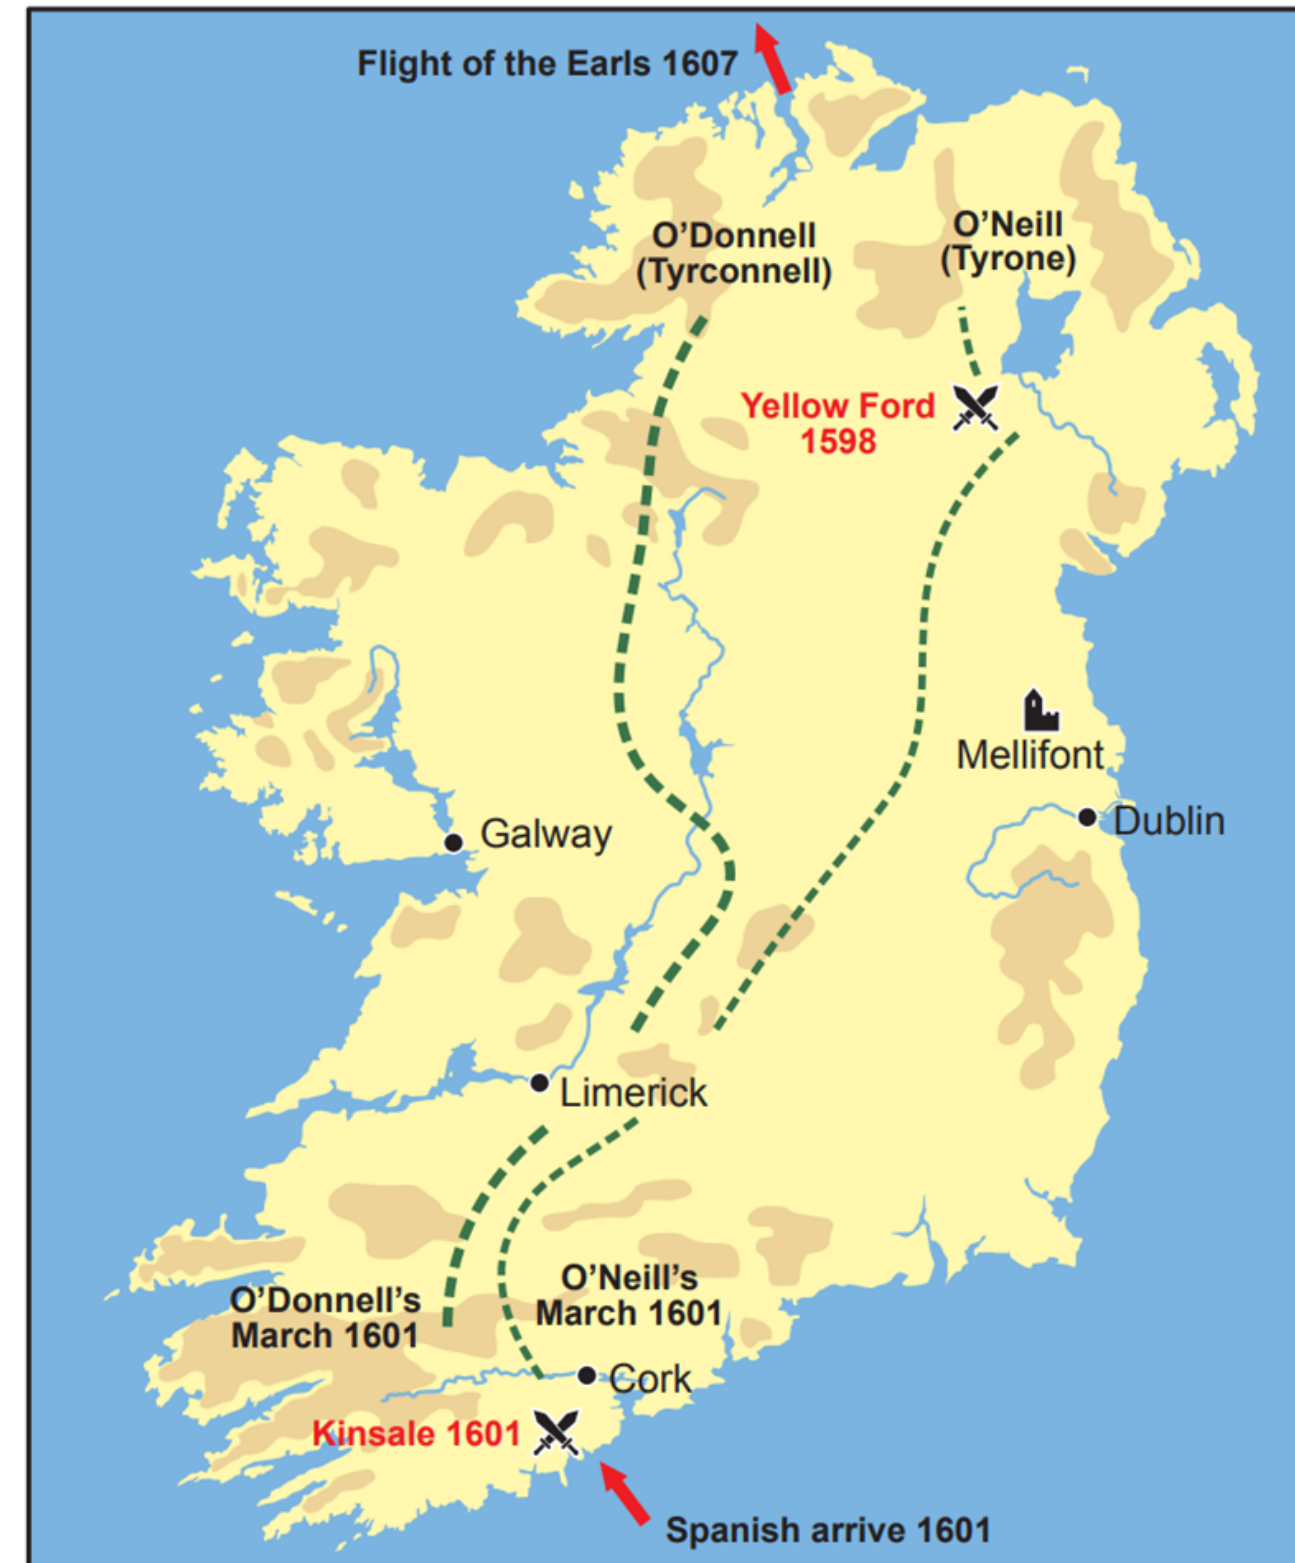 Flight of the Earls 1607
O'Donnell
(Tyrconnell)
O'Neill
(Tyrone)
Yellow Ford
1598
Mellifont
Dublin
Galway
Limerick
O'Donnell's
March 1601
O'Neill's
March 1601
Cork
Kinsale 1601
Spanish arrive 1601